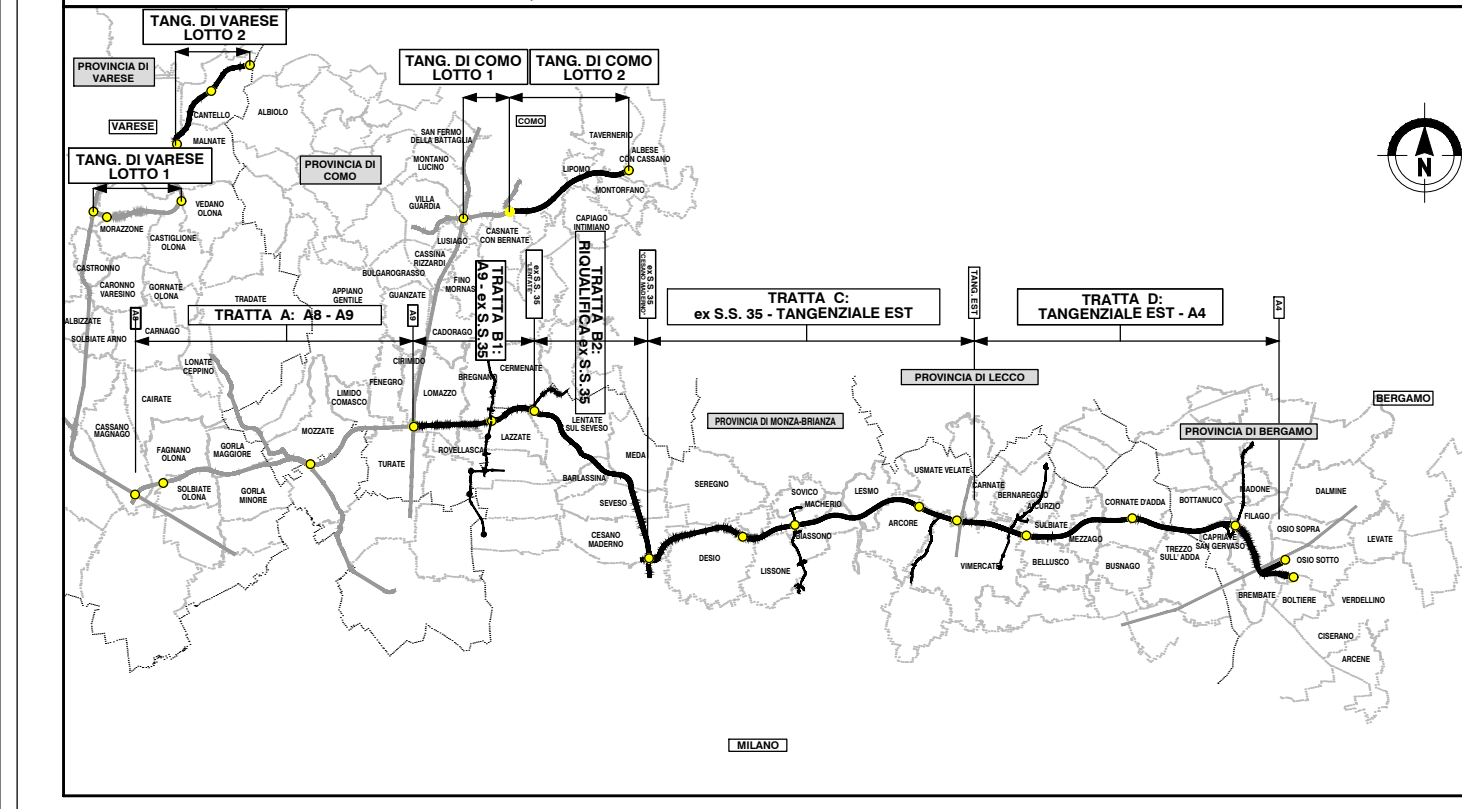 TANG. DI VARESE
LOTTO 2
PROVINCIA DI
VARESE
CANTELLO
ALBIOLO
VARESE
MALNATE
TANG. DI VARESE
LOTTO 1
PROVINCIA DI
COMO
TANG. DI COMO
LOTTO 1
TANG. DI COMO
LOTTO 2
COMO
SAN FERMO
DELLA BATTAGLIA
MONTANO
LUCINO
TAVERNERIO
ALBESE
CON CASSANO
LIPOMO
MONTORFANO
N
VILLA
GUARDIA
VEDANO
OLONA
MORAZZONE
CASTIGLIONE
OLONA
LUSIAGO
CASNATE
CON BERNATE
CAPIAGO
INTIMIANO
CASSINA
RIZZARDI
BULGAROGRASSO
CASTRONNO
CARONNO
VARESINO
GORNATE
OLONA
TRADATE
APPIANO
GENTILE
GUANZATE
FINO
MORNAS
ALBIZZATE
SOLBIATE ARNO
A8
CARNAGO
TRATTA A: A8 - A9
A9
CADORAGO
TRATTA B1:
A9 - ex S.S.35
ex S.S. 35
"LENTATE"
TRATTA B2:
RIQUALIFICA ex S.S.35
ex S.S. 35
"CESANO MADERNO"
TRATTA C:
ex S.S. 35 - TANGENZIALE EST
TANG. EST
TRATTA D:
TANGENZIALE EST - A4
A4
LONATE
CEPPINO
CIRIMIDO
FENEGRO
BREGNANO
CERMENATE
LIMIDO
COMASCO
LOMAZZO
PROVINCIA DI LECCO
CAIRATE
BERGAMO
CASSANO
MAGNAGO
MOZZATE
LAZZATE
LENTATE
SUL SEVESO
PROVINCIA DI MONZA-BRIANZA
PROVINCIA DI BERGAMO
FAGNANO
OLONA
GORLA
MAGGIORE
ROVELLASCA
TURATE
MEDA
BARLASSINA
SOLBIATE
OLONA
GORLA
MINORE
SEVESO
SEREGNO
SOVICO
MACHERIO
LESMO
USMATE VELATE
CARNATE
BERNAREGGIO
AICURZIO
CORNATE D'ADDA
BOTTANUCO
MADONE
DALMINE
FILAGO
OSIO SOPRA
CESANO
MADERNO
BIASSONO
ARCORE
SULBIATE
MEZZAGO
CAPRIATE
SAN GERVASO
LEVATE
DESIO
LISSONE
VIMERCATE
BELLUSCO
BUSNAGO
TREZZO
SULL' ADDA
OSIO SOTTO
BREMBATE
BOLTIERE
VERDELLINO
CISERANO
ARCENE
MILANO